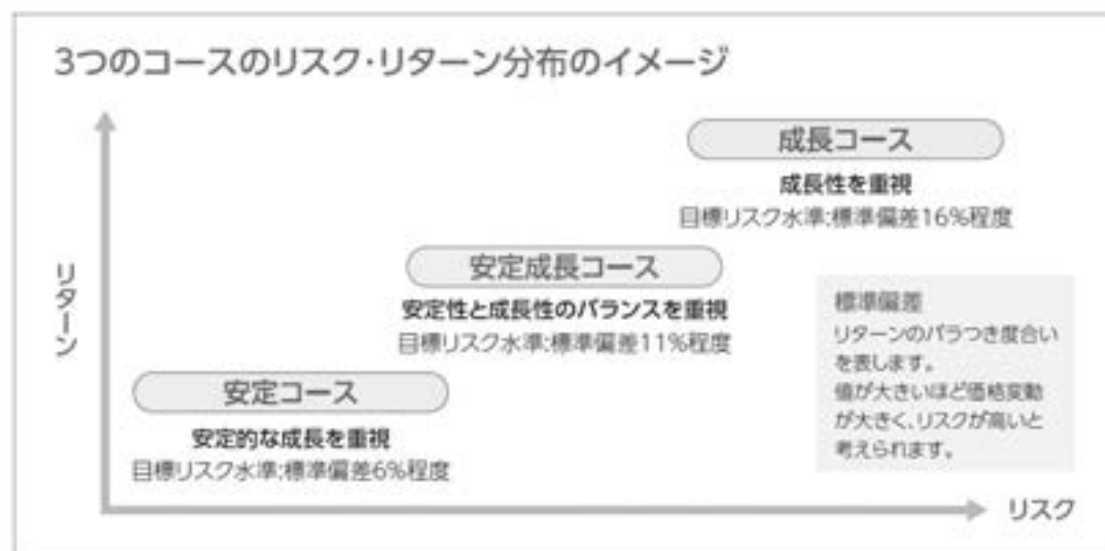 3つのコースのリスク・リターン分布のイメージ
成長コース
成長性を重視
目標リスク水準:標準偏差16%程度
安定成長コース
安定性と成長性のバランスを重視
目標リスク水準:標準偏差11%程度
安定コース
安定的な成長を重視
目標リスク水準:標準偏差6%程度
リターン
リスク
標準偏差
リターンのバラつき度合い
を表します。
値が大きいほど価格変動
が大きく、リスクが高いと
考えられます。